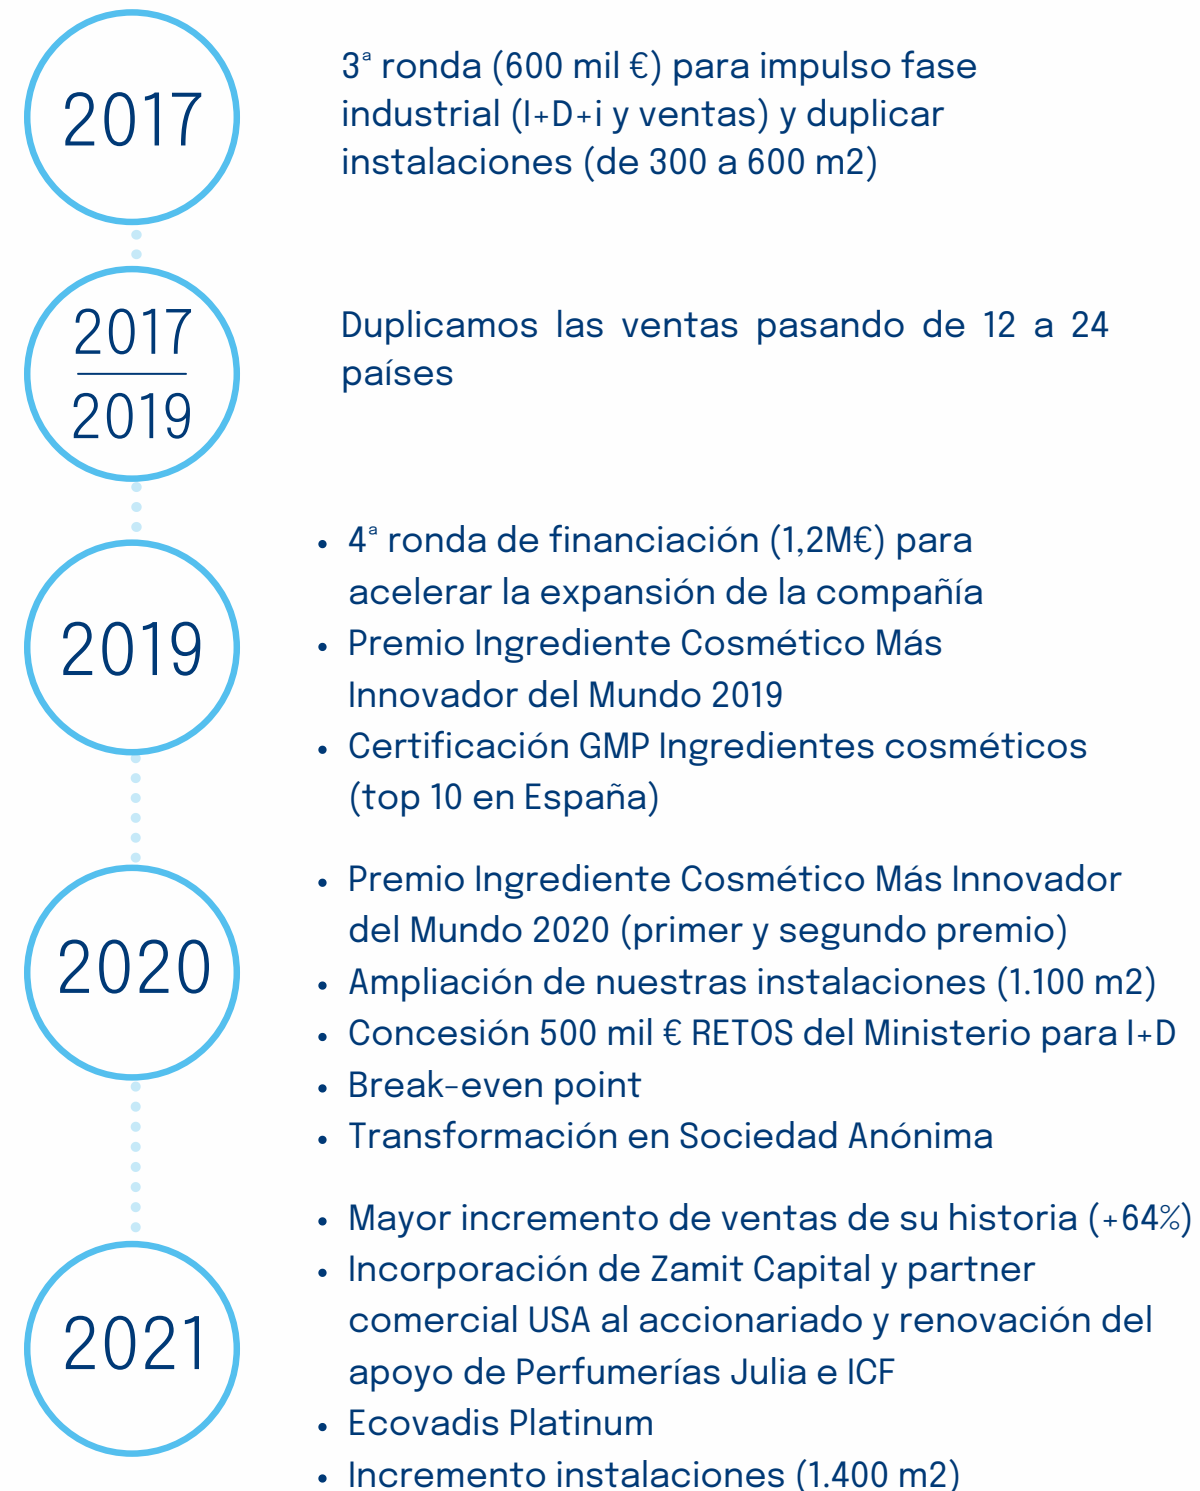 2017
3ª ronda (600 mil €) para impulso fase
industrial (I+D+i y ventas) y duplicar
instalaciones (de 300 a 600 m2)
2017
2019
Duplicamos las ventas pasando de 12 a 24
países
2019
• 4ª ronda de financiación (1,2M€) para
acelerar la expansión de la compañía
• Premio Ingrediente Cosmético Más
Innovador del Mundo 2019
• Certificación GMP Ingredientes cosméticos
(top 10 en España)
2020
• Premio Ingrediente Cosmético Más Innovador
del Mundo 2020 (primer y segundo premio)
• Ampliación de nuestras instalaciones (1.100 m2)
• Concesión 500 mil € RETOS del Ministerio para I+D
• Break-even point
• Transformación en Sociedad Anónima
2021
• Mayor incremento de ventas de su historia (+64%)
• Incorporación de Zamit Capital y partner
comercial USA al accionariado y renovación del
apoyo de Perfumerías Julia e ICF
• Ecovadis Platinum
• Incremento instalaciones (1.400 m2)